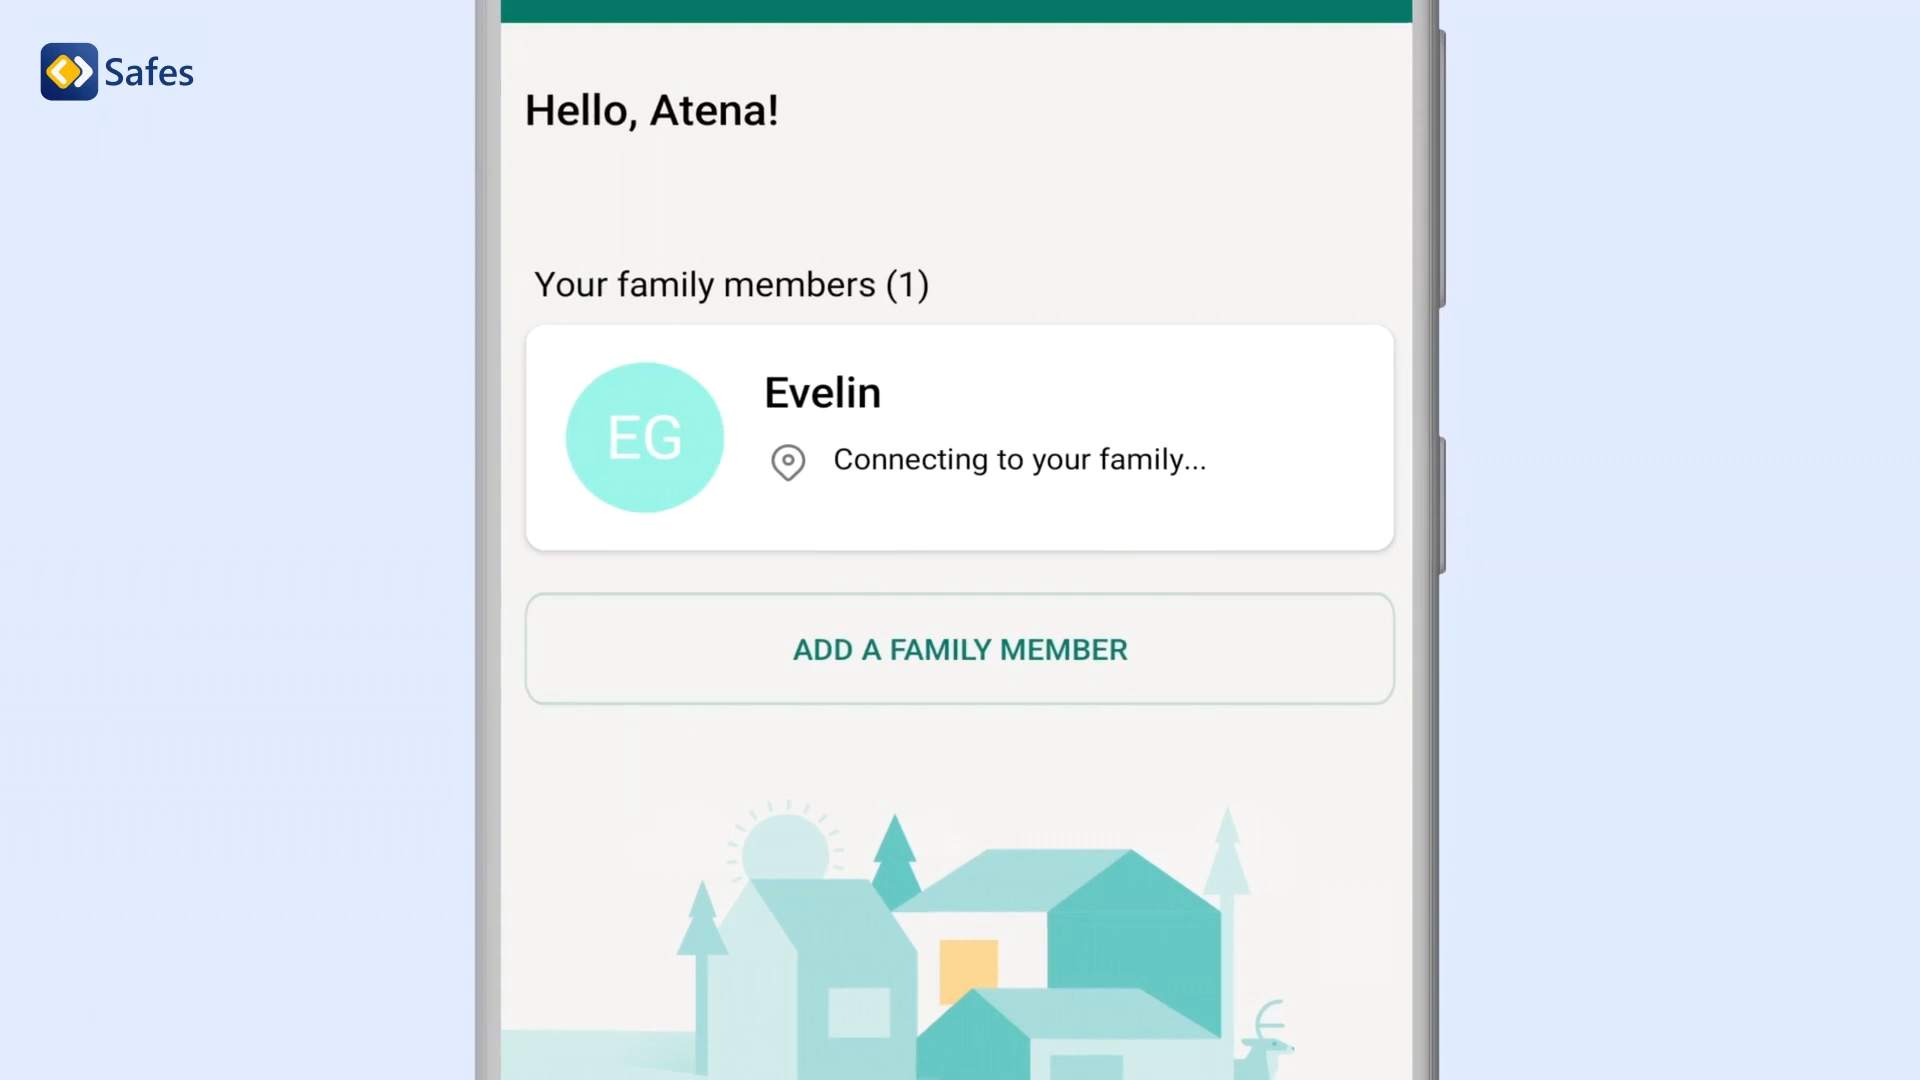 Safes
Hello, Atena!
Your family members (1)
EG
Evelin
Connecting to your family...
ADD A FAMILY MEMBER